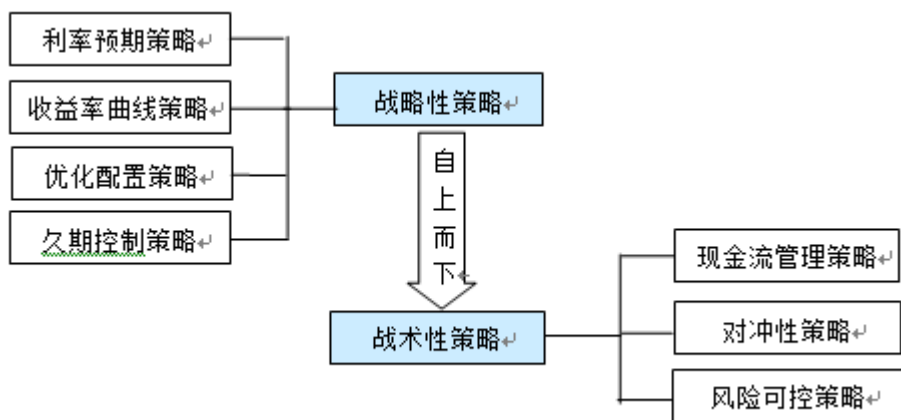 利率预期策略
收益率曲线策略
优化配置策略
久期控制策略
战略性策略
自
上
而
下
战术性策略
现金流管理策略
对冲性策略
风险可控策略